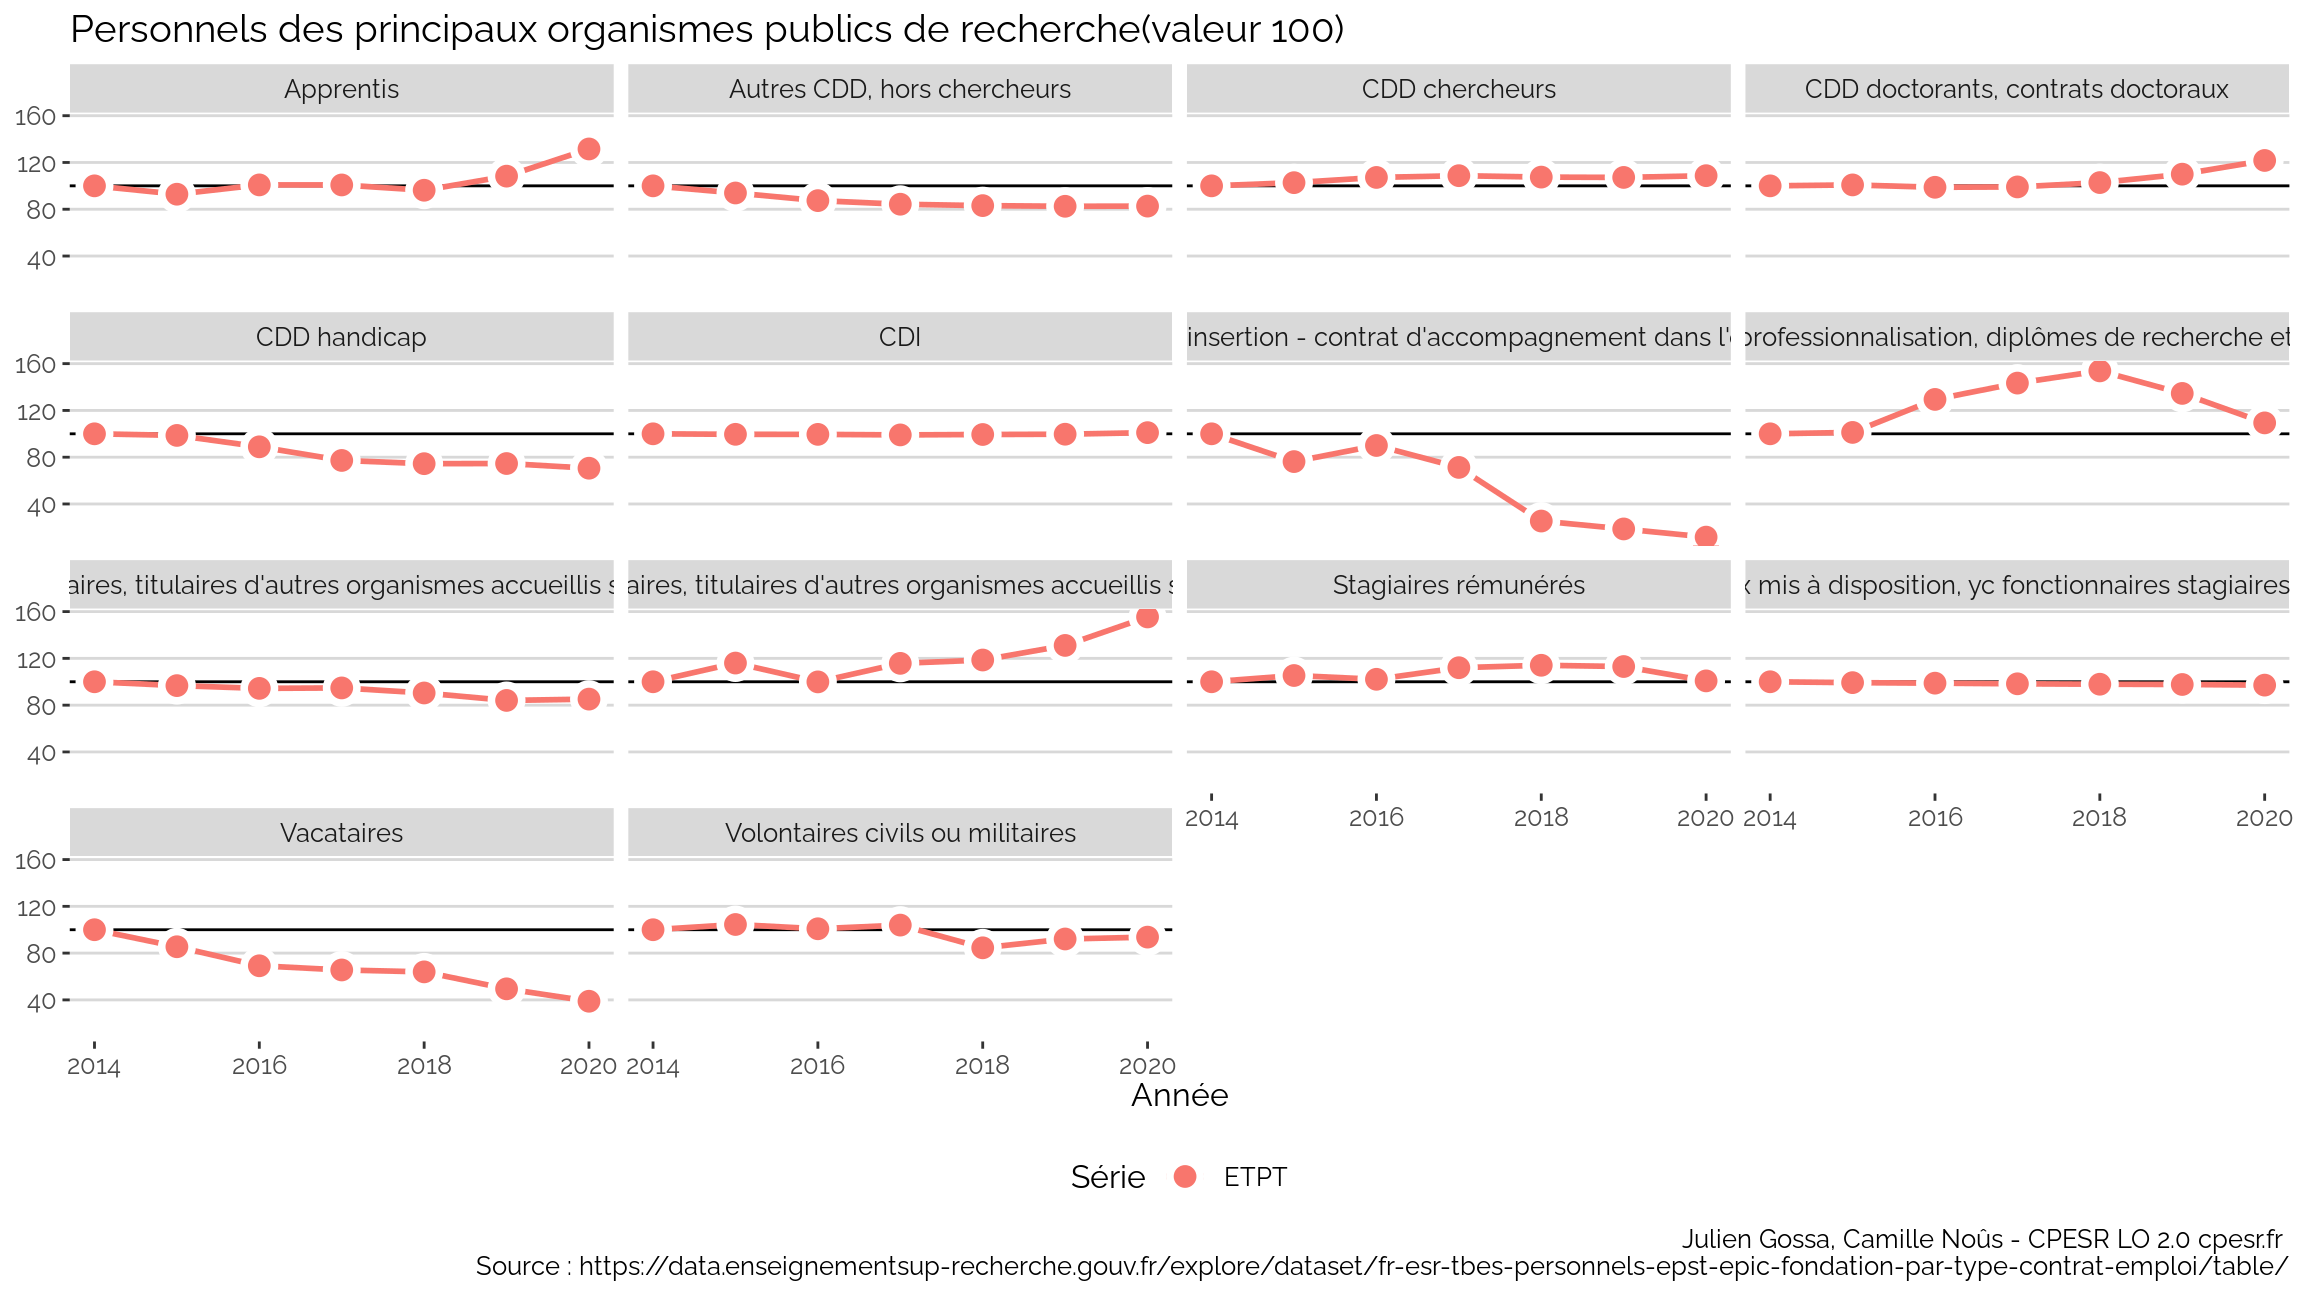 Personnels des principaux organismes publics de recherche(valeur 100)
Apprentis
Autres CDD, hors chercheurs
CDD chercheurs
CDD doctorants, contrats doctoraux
160
120
80
40
CDD handicap
CDI
insertion - contrat d'accompagnement dans l'
professionnalisation, diplômes de recherche et
160
120
80
40
aires, titulaires d'autres organismes accueillis s
aires, titulaires d'autres organismes accueillis s
Stagiaires rémunérés
x mis à disposition, yc fonctionnaires stagiaires
160
120
80
40
2014 2016 2018 2020
2014 2016 2018 2020
Vacataires
Volontaires civils ou militaires
160
120
80
40
2014 2016 2018 2020
2014 2016 2018 2020
Année
Série ETPT
Julien Gossa, Camille Noûs - CPESR LO 2.0 cpesr.fr
Source : https://data.enseignementsup-recherche.gouv.fr/explore/dataset/fr-esr-tbes-personnels-epst-epic-fondation-par-type-contrat-emploi/table/